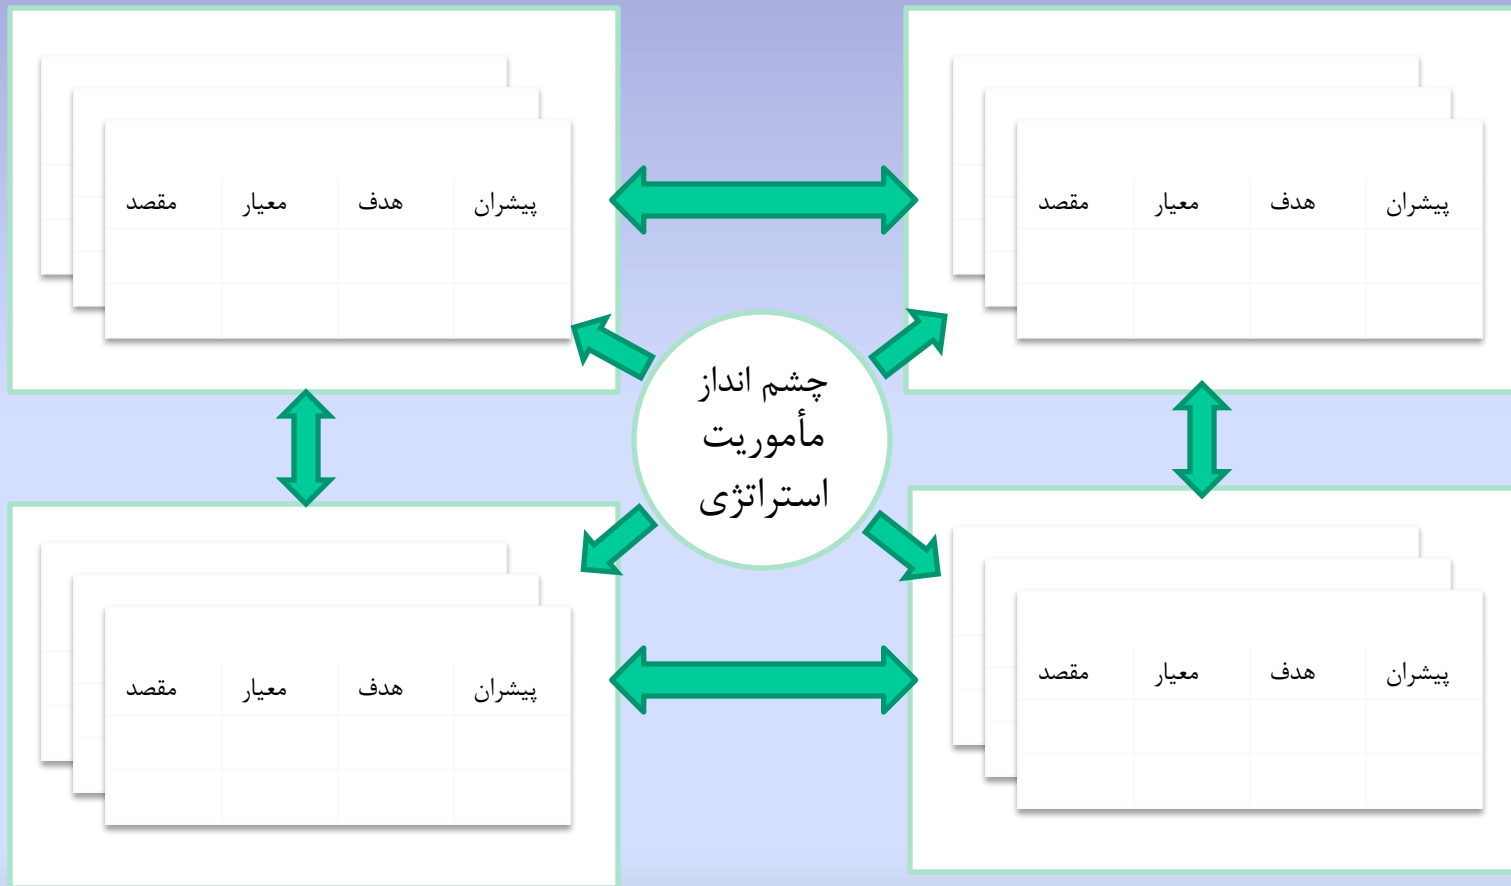 پیشران هدف معیار مقصد
پیشران هدف معیار مقصد
چشم انداز
مأموریت
استراتژی
پیشران هدف معیار مقصد
پیشران هدف معیار مقصد